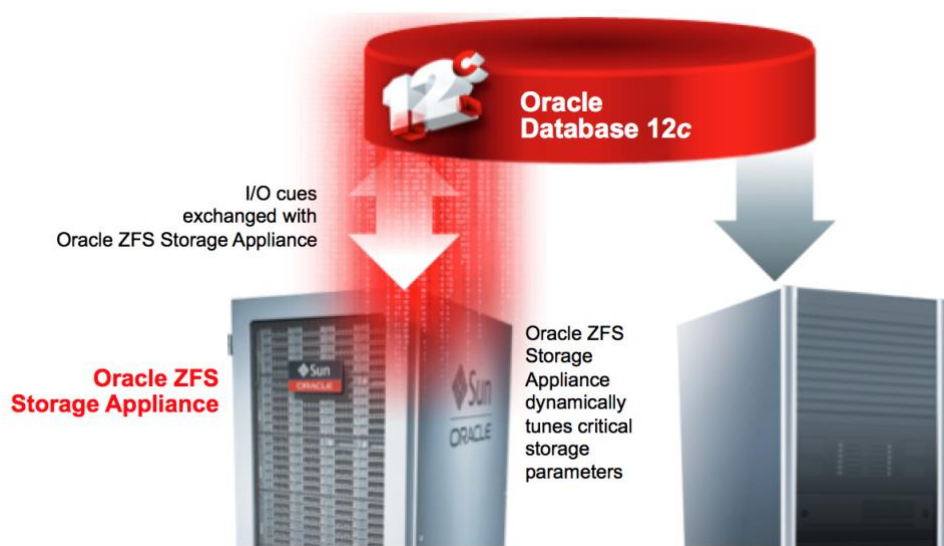 12c
Oracle
Database 12c
I/O cues
exchanged with
Oracle ZFS Storage Appliance
Oracle ZFS
Storage Appliance
Sun
ORACLE
Sun
ORACLE
Oracle ZFS
Storage
Appliance
dynamically
tunes critical
storage
parameters